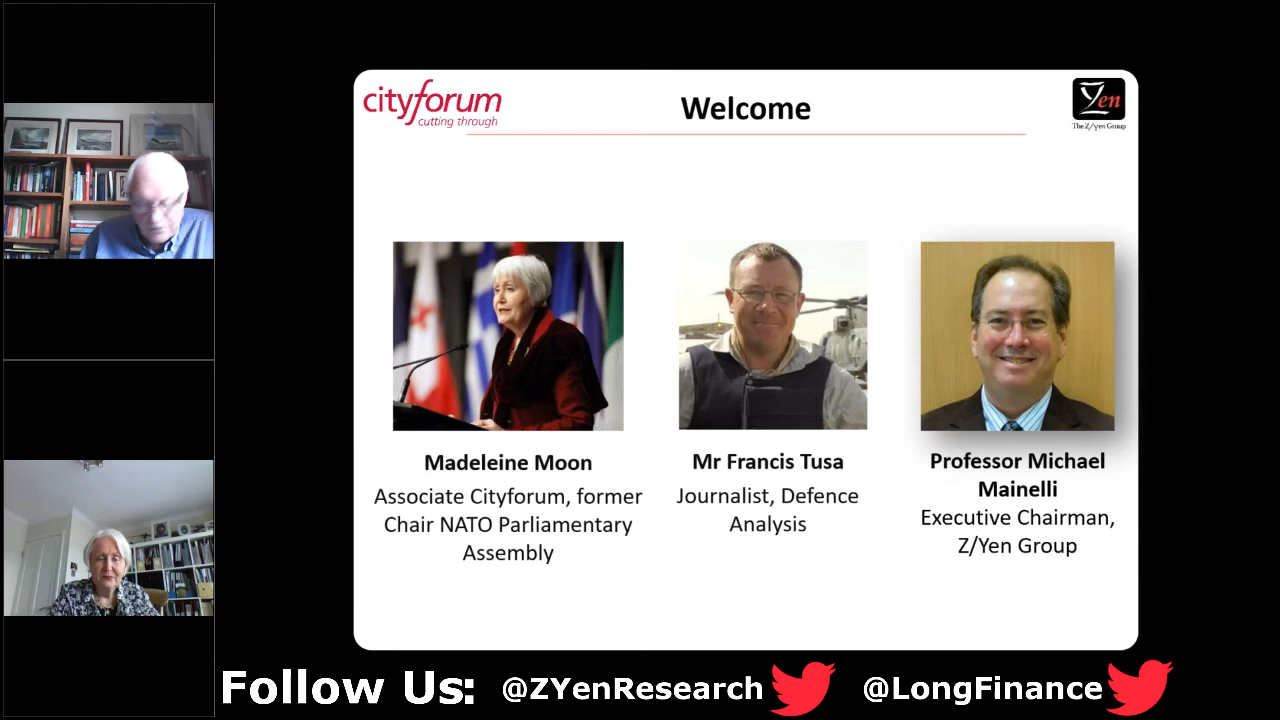 cityforum
cutting through
Welcome
Yen
The Z/yen Group
Madeleine Moon
Associate Cityforum, former
Chair NATO Parliamentary
Assembly
Mr Francis Tusa
Journalist, Defence
Analysis
Professor Michael
Mainelli
Executive Chairman,
Z/Yen Group
Follow Us: @ZYenResearch @LongFinance